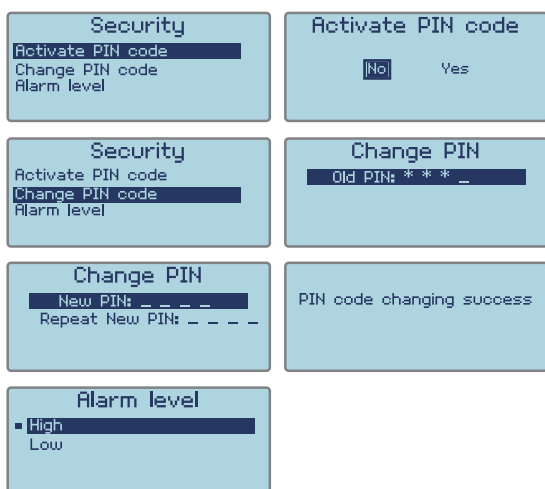 Security
Activate PIN code
Change PIN code
Alarm level
Activate PIN code
No Yes
Security
Activate PIN code
Change PIN code
Alarm level
Change PIN
Old PIN: * * * _
Change PIN
New PIN: _ _ _ _
Repeat New PIN: _ _ _ _
PIN code changing success
Alarm level
High
Low